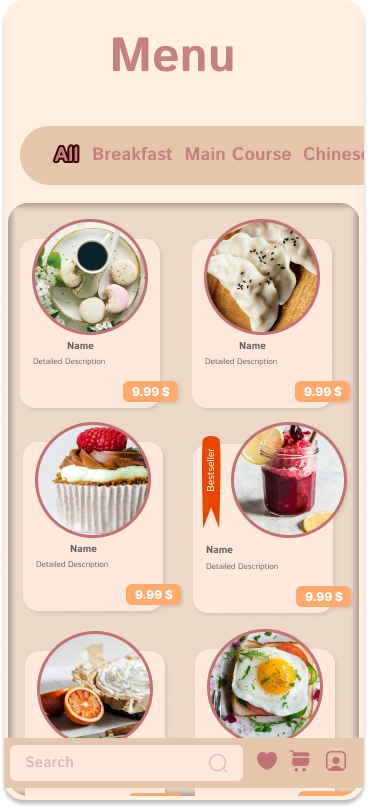 Menu
All Breakfast Main Course Chinese
Name
Detailed Description
9.99 $
Name
Detailed Description
9.99 $
Name
Detailed Description
9.99 $
Bestseller
Name
Detailed Description
9.99 $
Search